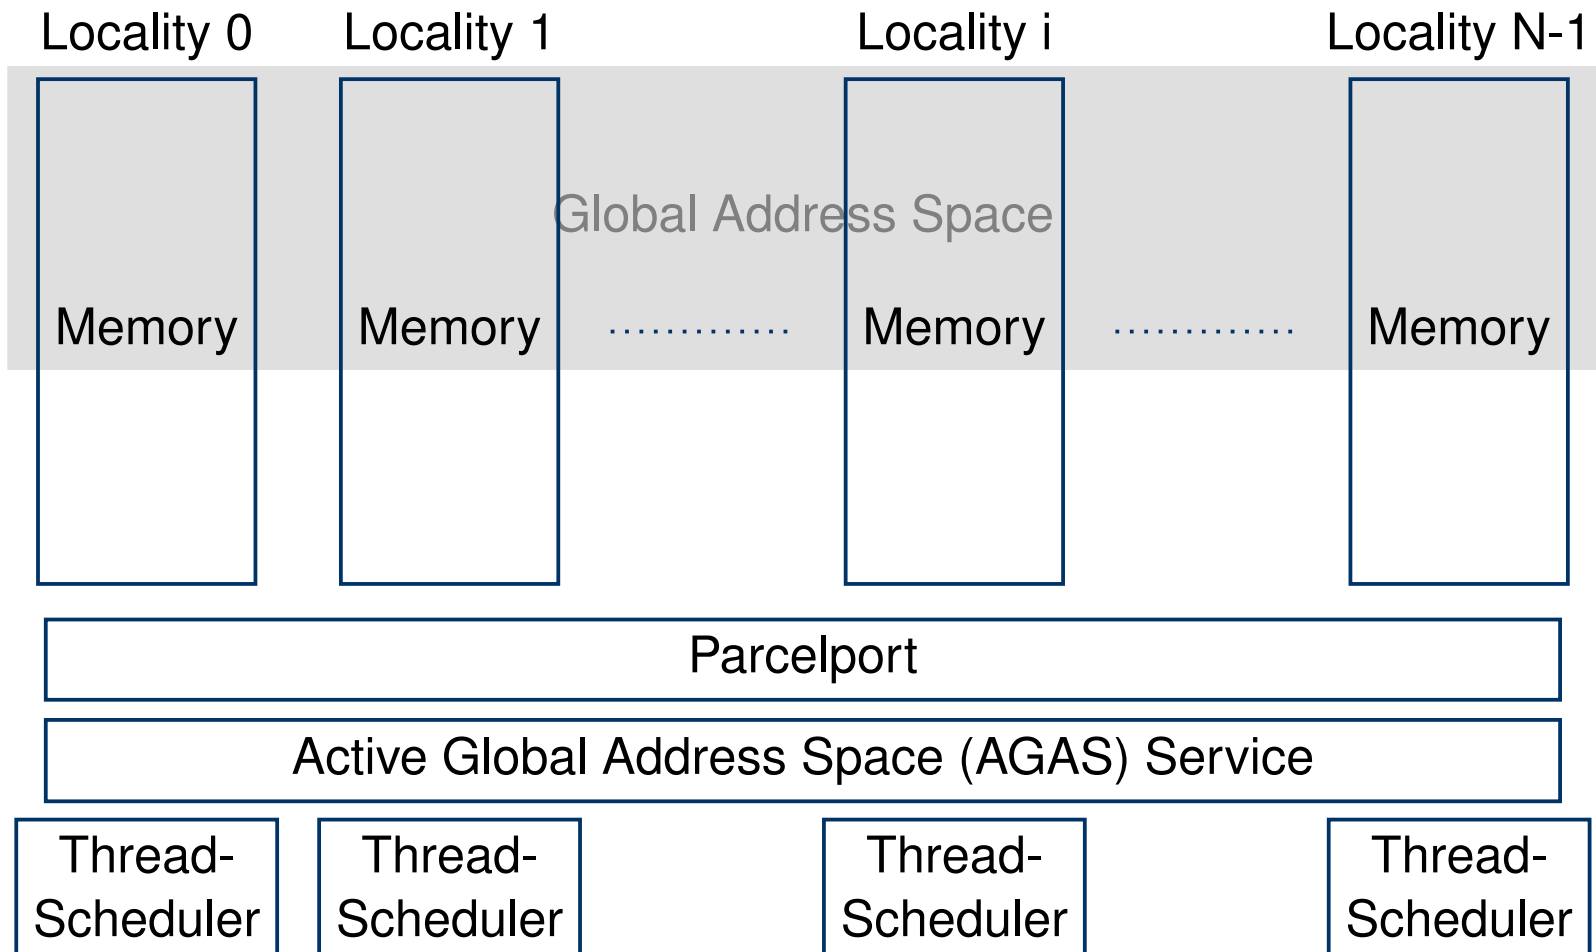 Locality 0 Locality 1 Locality i Locality N-1
Global Address Space
Memory Memory ............. Memory ............. Memory
Parcelport
Active Global Address Space (AGAS) Service
Thread- Thread- Thread- Thread-
Scheduler Scheduler Scheduler Scheduler